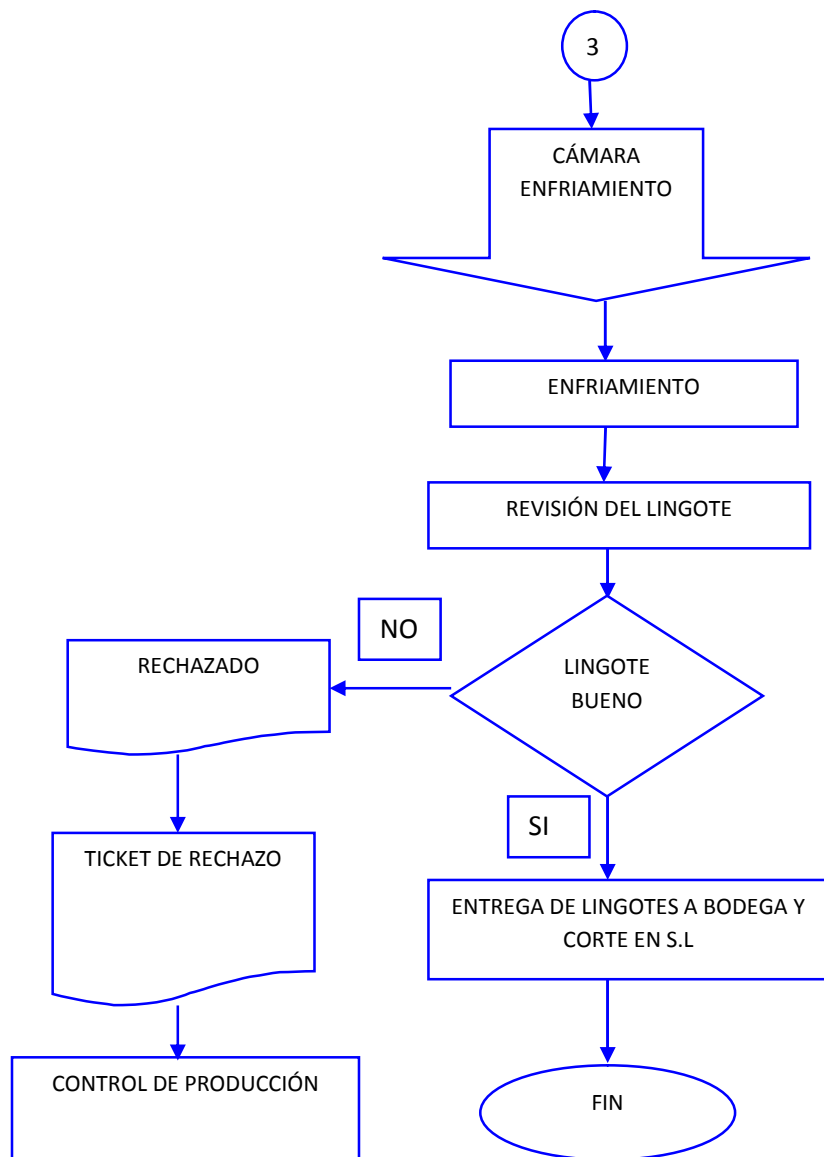 3
CÁMARA
ENFRIAMIENTO
ENFRIAMIENTO
REVISIÓN DEL LINGOTE
NO
RECHAZADO
LINGOTE
BUENO
SI
TICKET DE RECHAZO
ENTREGA DE LINGOTES A BODEGA Y
CORTE EN S.L
CONTROL DE PRODUCCIÓN
FIN